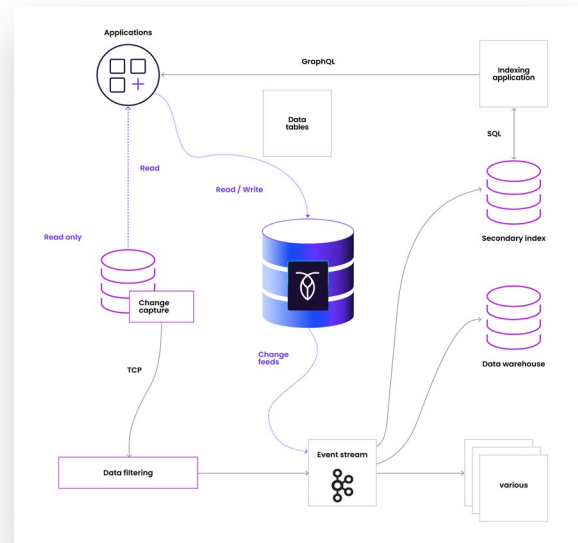 Applications
GraphQL
Indexing
application
Data
tables
SQL
Read
Read / Write
Read only
Secondary index
Change
capture
Change
feeds
TCP
Data warehouse
Event stream
Data filtering
various